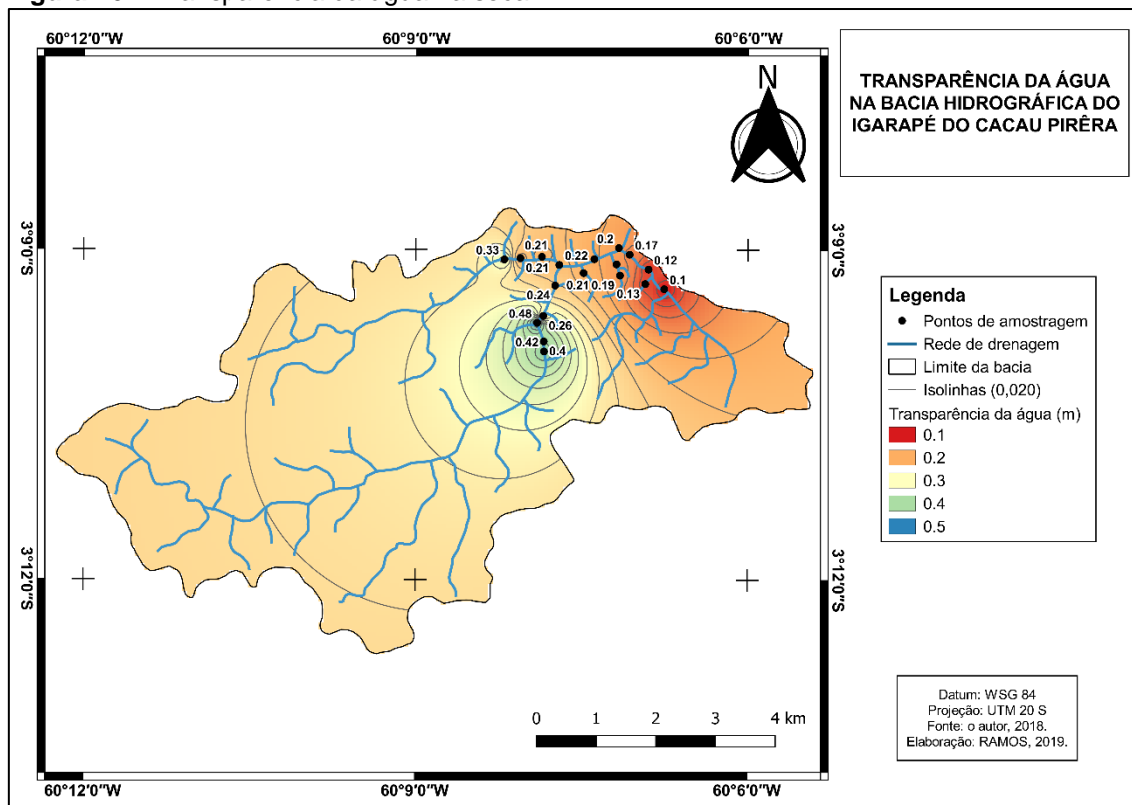 60°12'0"W 60°9'0"W 60°6'0"W
N
TRANSPARÊNCIA DA ÁGUA
NA BACIA HIDROGRÁFICA DO
IGARAPÉ DO CACAU PIRÊRA
3°9'0"S
3°9'0"S
0.33
0.21
0.21
0.22
0.2
0.17
0.12
0.1
0.13
0.19
0.21
0.24
0.48
0.26
0.42
0.4
Legenda
Pontos de amostragem
Rede de drenagem
Limite da bacia
Isolinhas (0,020)
Transparência da água (m)
0.1
0.2
0.3
0.4
0.5
3°12'0"S
3°12'0"S
0 1 2 3 4 km
Datum: WSG 84
Projeção: UTM 20 S
Fonte: o autor, 2018.
Elaboração: RAMOS, 2019.
60°12'0"W 60°9'0"W 60°6'0"W